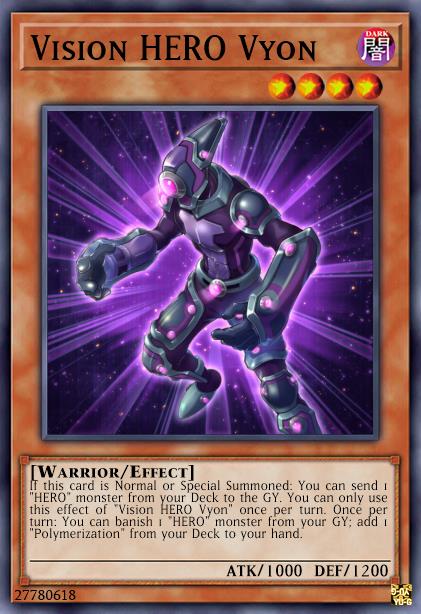 Vision HERO Vyon
DARK
闇
[Warrior/Effect]
If this card is Normal or Special Summoned: You can send 1
"HERO" monster from your Deck to the GY. You can only use
this effect of "Vision HERO Vyon" once per turn. Once per
turn: You can banish 1 "HERO" monster from your GY; add 1
"Polymerization" from your Deck to your hand.
ATK/1000 DEF/1200
27780618